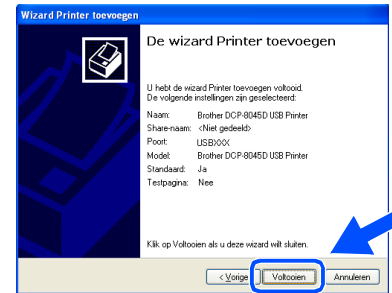 Wizard Printer toevoegen
De wizard Printer toevoegen
U hebt de wizard Printer toevoegen voltooid.
De volgende instellingen zijn geselecteerd:
Naam: Brother DCP-8045D USB Printer
Share-naam: <Niet gedeeld>
Poort: USBXXX
Model: Brother DCP-8045D USB Printer
Standaard: Ja
Testpagina: Nee
Klik op Voltooien als u deze wizard wilt sluiten.
< Vorige Voltooien Annuleren